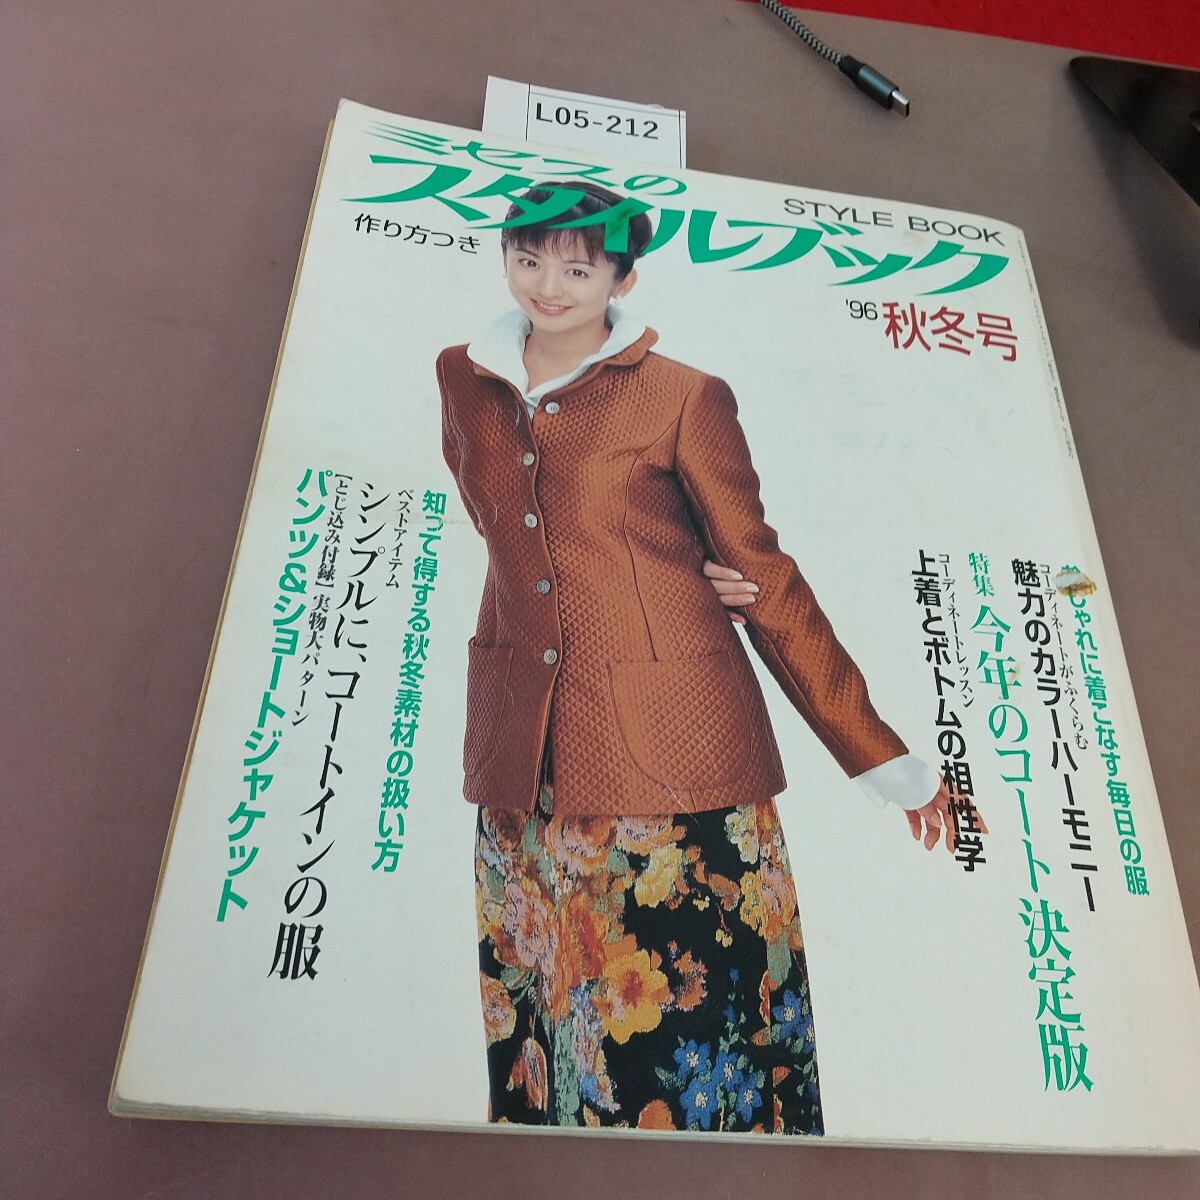 L05-212
ミセスの
スタイルブック
STYLE BOOK
作り方つき
'96 秋冬号
しゃれに着こなす毎日の服
コーディネートがふくらむ
魅力のカラーハーモニー
特集 今年のコート決定版
コーディネートレッスン
上着とボトムの相性学
知って得する秋冬素材の扱い方
ベストアイテム
シンプルに、コートインの服
[とじ込み付録] 実物大パターン
パンツ&ショートジャケット